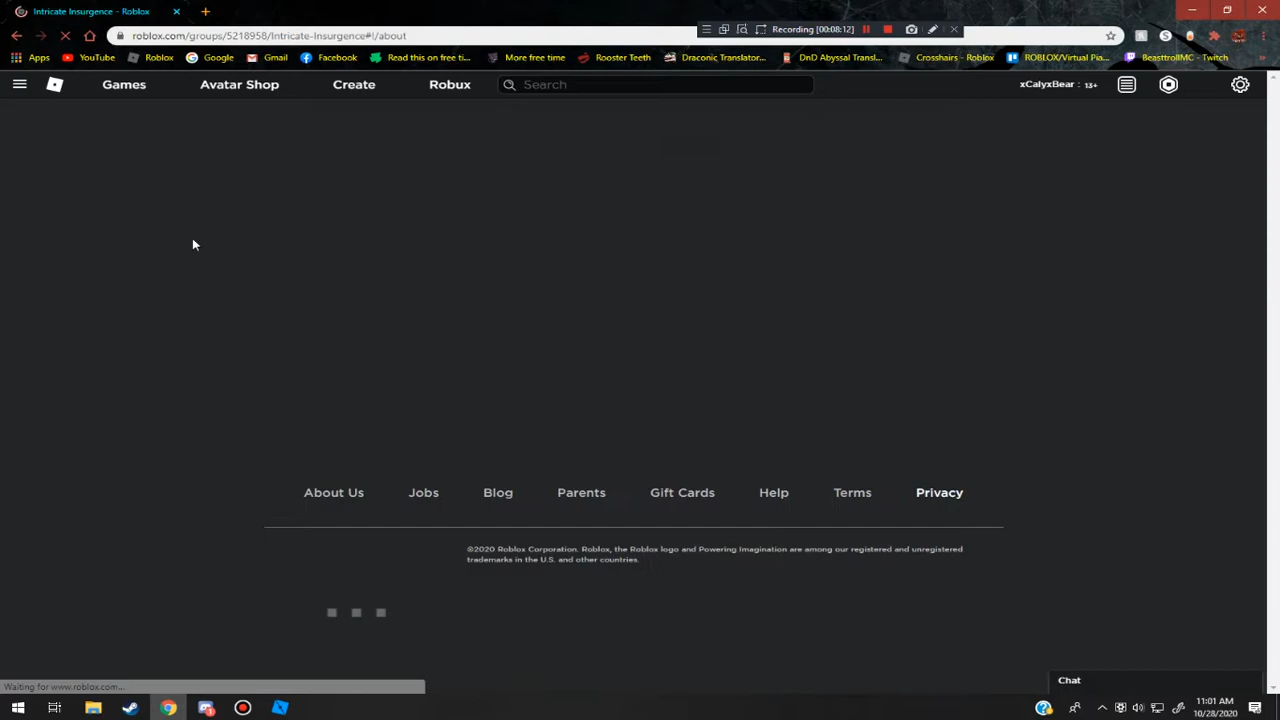 Intricate Insurgence - Roblox
roblox.com/groups/5218958/Intricate-Insurgence#!/about
Recording [00:08:12]
Apps YouTube Roblox Google Gmail Facebook Read this on free ti... More free time Rooster Teeth Draconic Translator... DnD Abyssal Transl... Crosshairs - Roblox ROBLOX/Virtual Pia... BeasttrollMC - Twitch
Games Avatar Shop Create Robux Search xCalyxBear : 13+
About Us Jobs Blog Parents Gift Cards Help Terms Privacy
©2020 Roblox Corporation. Roblox, the Roblox logo and Powering Imagination are among our registered and unregistered
trademarks in the U.S. and other countries.
Chat
Waiting for www.roblox.com...
11:01 AM
10/28/2020